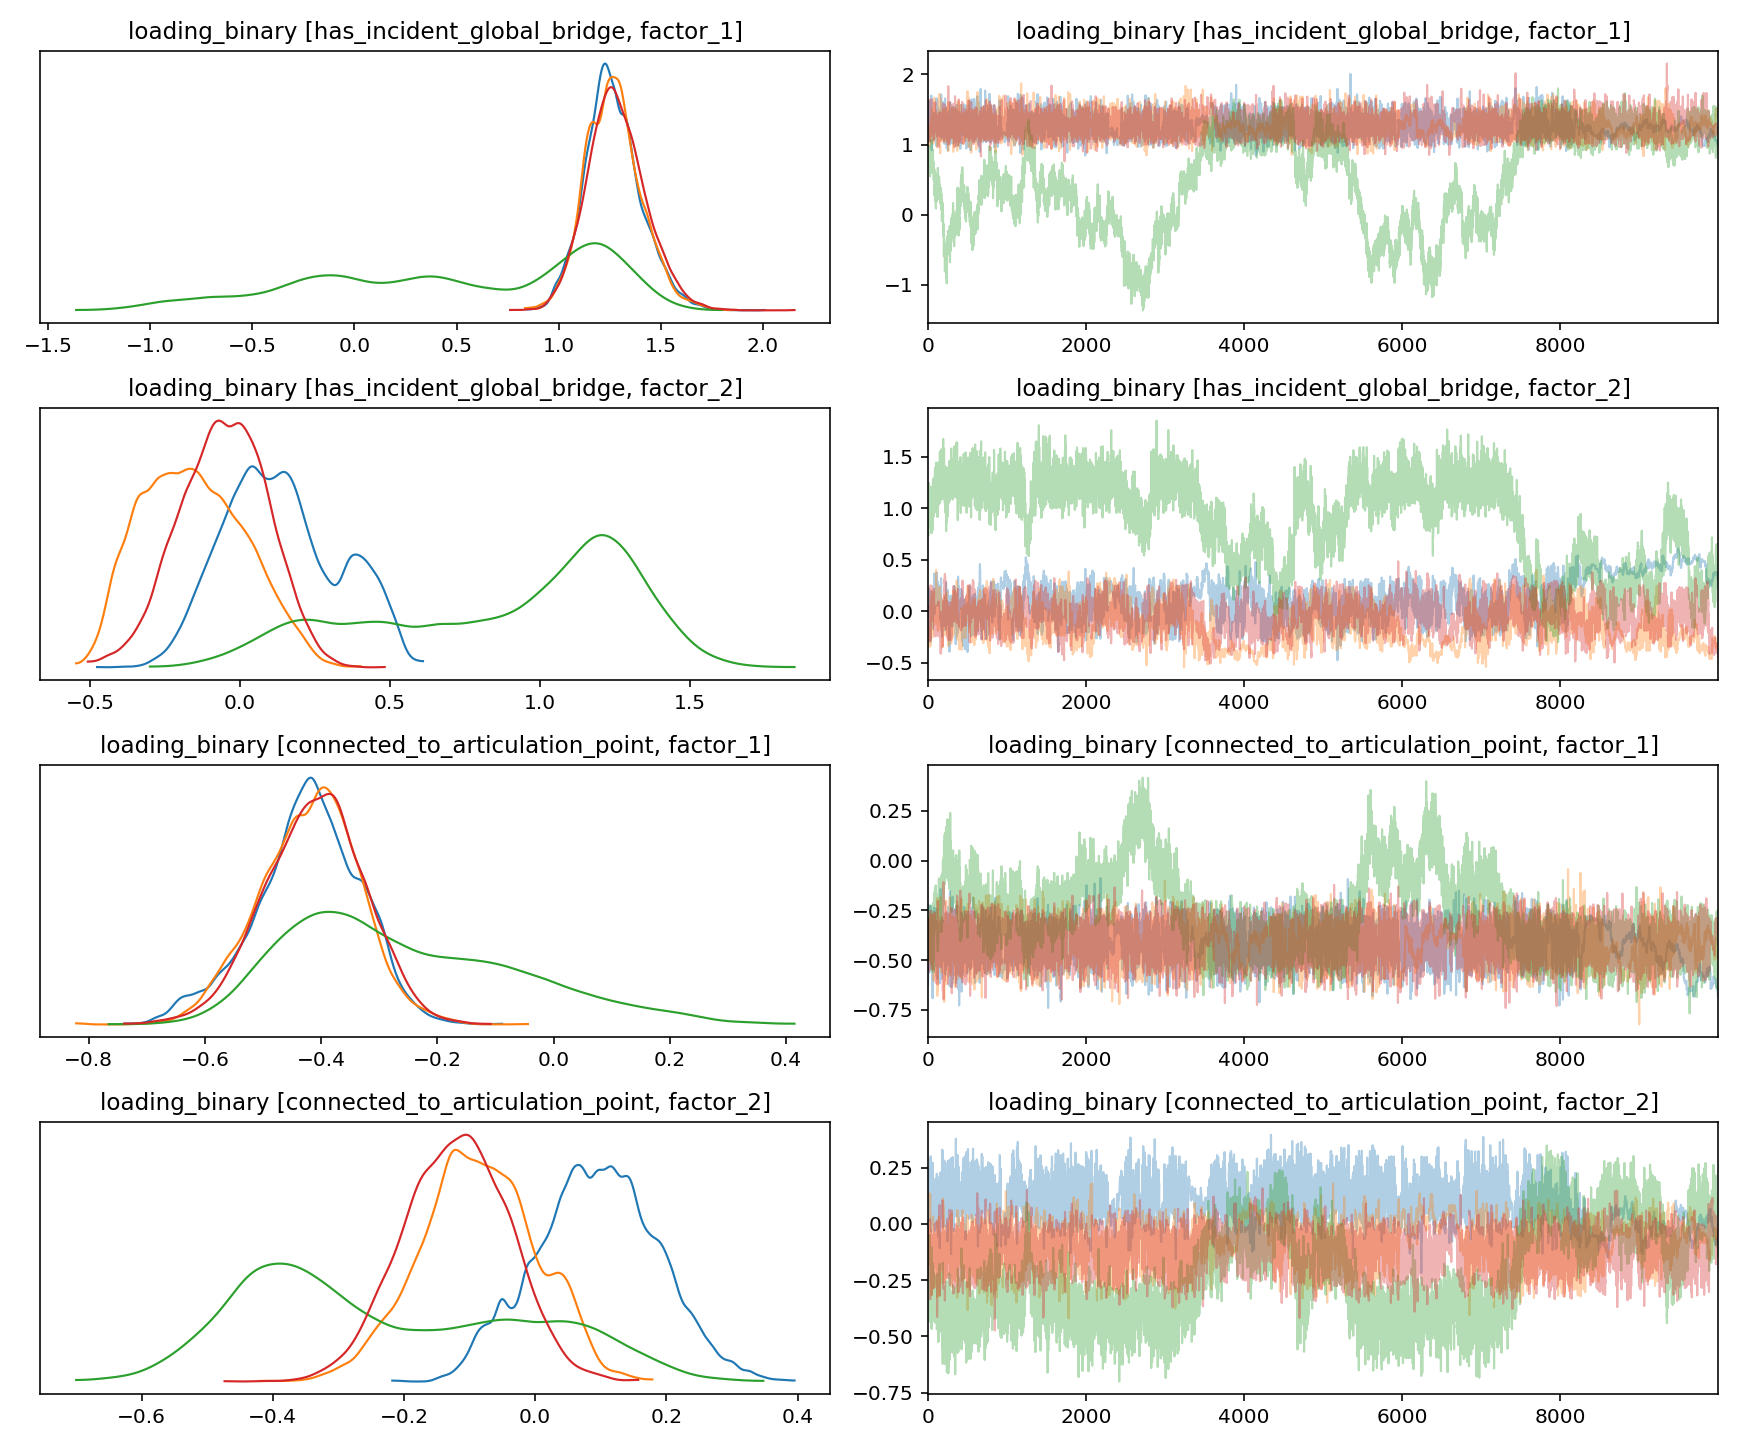 loading_binary [has_incident_global_bridge, factor_1]
−1.5 −1.0 −0.5 0.0 0.5 1.0 1.5 2.0
loading_binary [has_incident_global_bridge, factor_1]
2
1
0
−1
0 2000 4000 6000 8000
loading_binary [has_incident_global_bridge, factor_2]
−0.5 0.0 0.5 1.0 1.5
loading_binary [has_incident_global_bridge, factor_2]
1.5
1.0
0.5
0.0
−0.5
0 2000 4000 6000 8000
loading_binary [connected_to_articulation_point, factor_1]
−0.8 −0.6 −0.4 −0.2 0.0 0.2 0.4
loading_binary [connected_to_articulation_point, factor_1]
0.25
0.00
−0.25
−0.50
−0.75
0 2000 4000 6000 8000
loading_binary [connected_to_articulation_point, factor_2]
−0.6 −0.4 −0.2 0.0 0.2 0.4
loading_binary [connected_to_articulation_point, factor_2]
0.25
0.00
−0.25
−0.50
−0.75
0 2000 4000 6000 8000